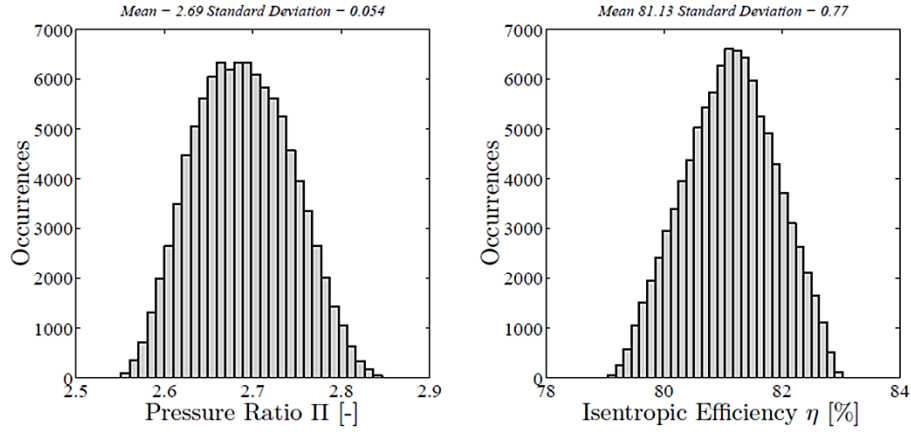 Mean = 2.69 Standard Deviation = 0.054
7000
6000
5000
4000
3000
2000
1000
0
Occurrences
2.5 2.6 2.7 2.8 2.9
Pressure Ratio Π [-]
Mean 81.13 Standard Deviation = 0.77
7000
6000
5000
4000
3000
2000
1000
0
Occurrences
78 80 82 84
Isentropic Efficiency η [%]